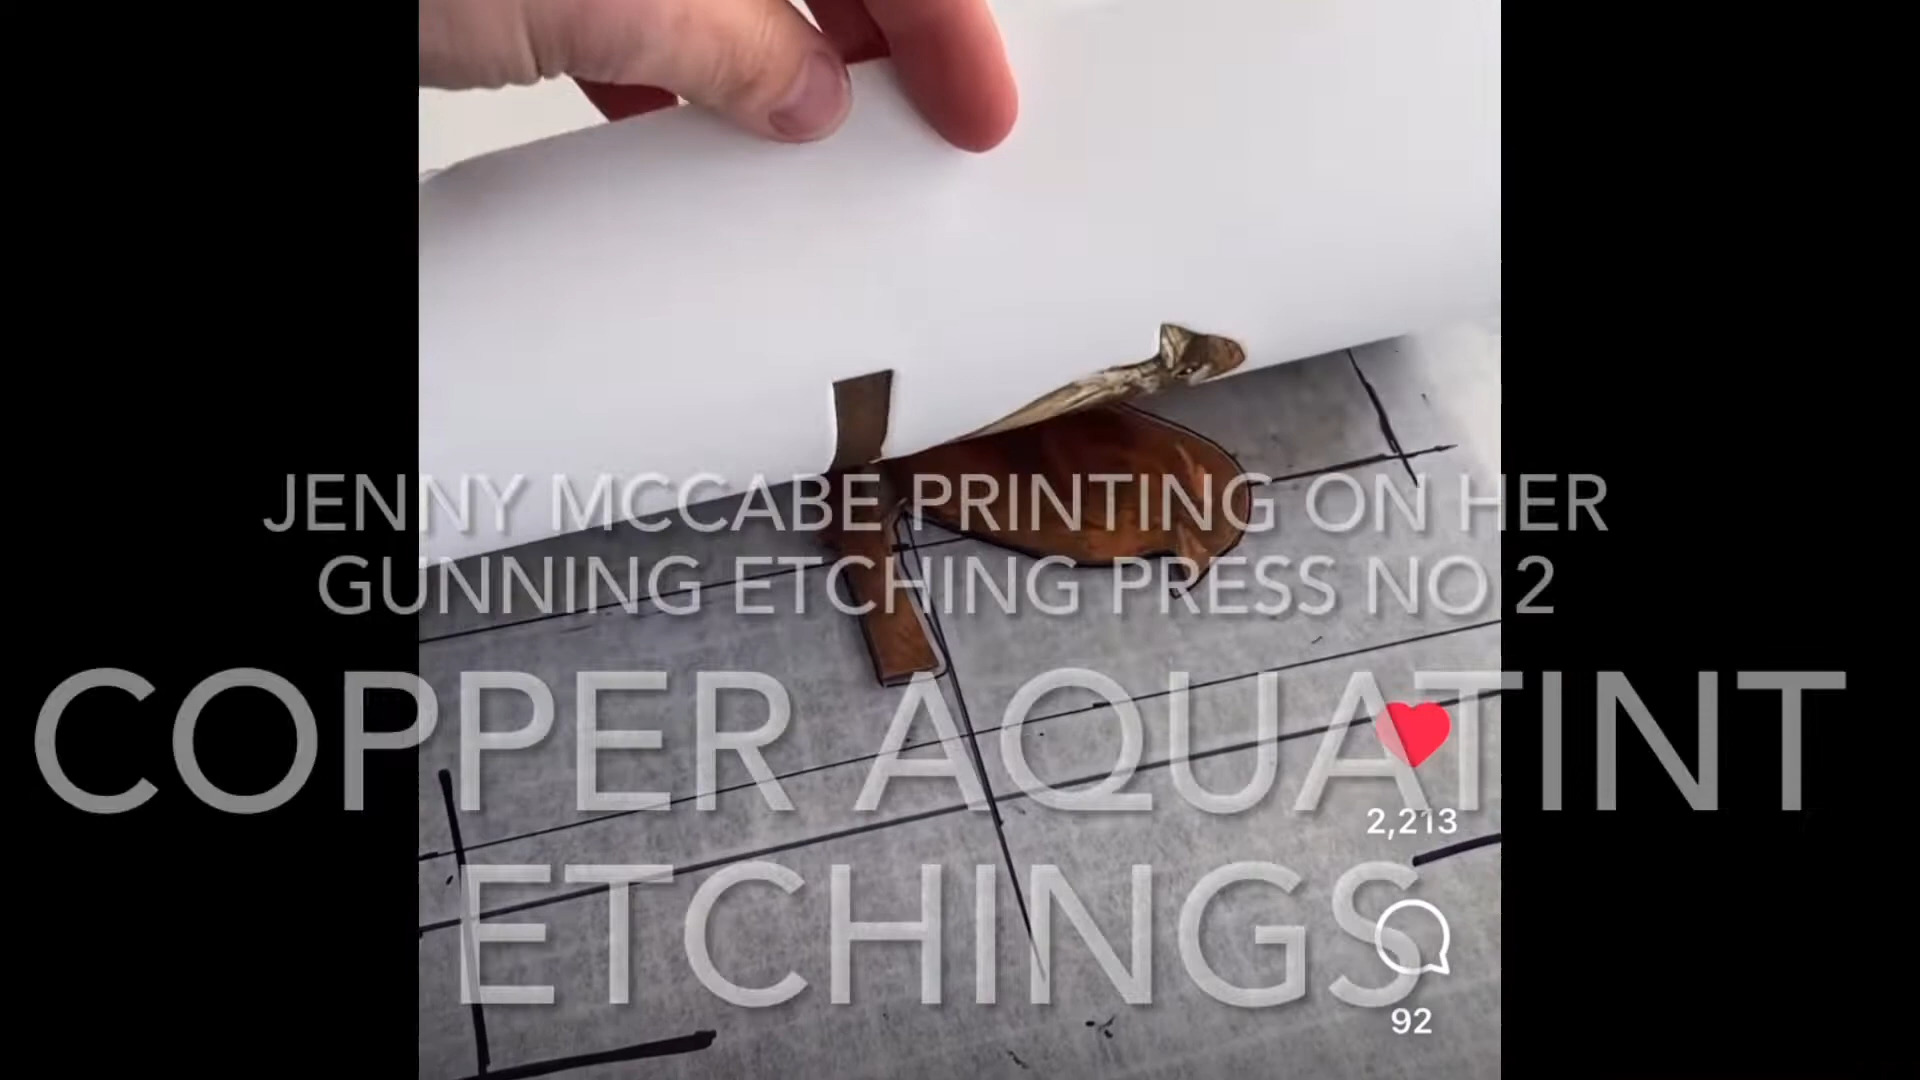 JENNY MCCABE PRINTING ON HER
GUNNING ETCHING PRESS NO 2
COPPER AQUATINT
ETCHINGS
2,213
92